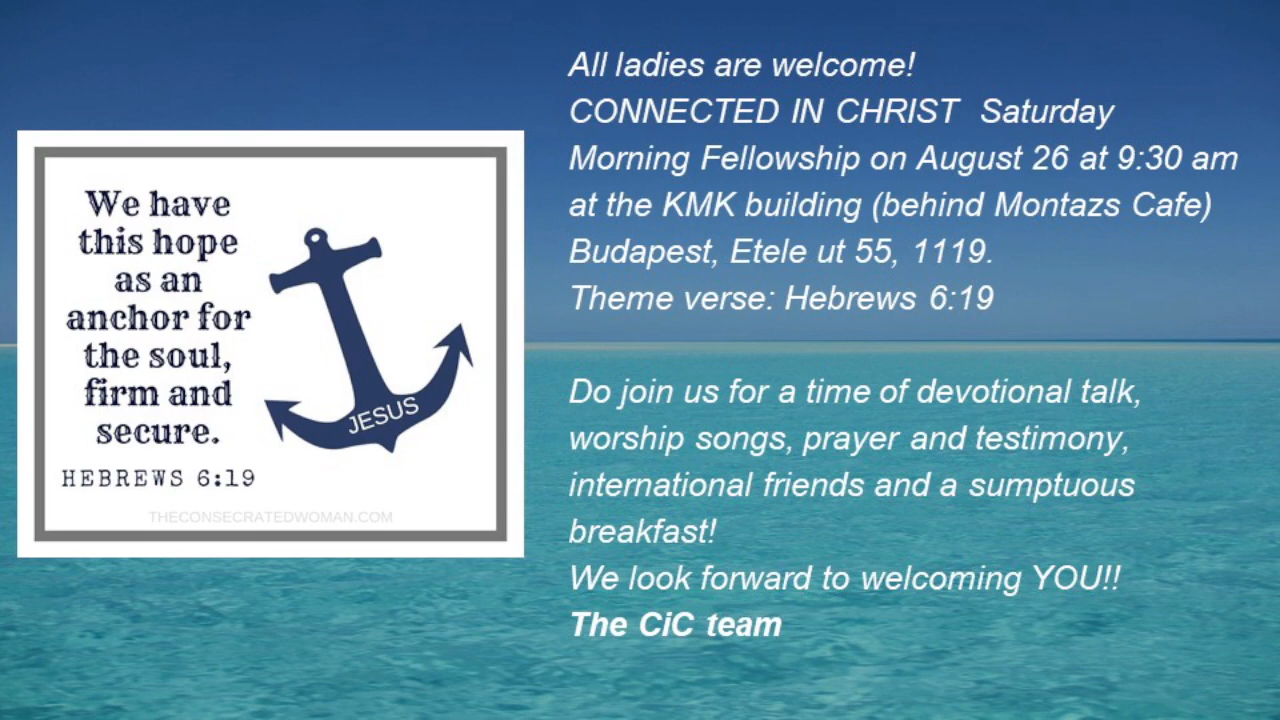 We have
this hope
as an
anchor for
the soul,
firm and
secure.
HEBREWS 6:19
JESUS
THECONSECRATEDWOMAN.COM
All ladies are welcome!
CONNECTED IN CHRIST  Saturday
Morning Fellowship on August 26 at 9:30 am
at the KMK building (behind Montazs Cafe)
Budapest, Etele ut 55, 1119.
Theme verse: Hebrews 6:19
Do join us for a time of devotional talk,
worship songs, prayer and testimony,
international friends and a sumptuous
breakfast!
We look forward to welcoming YOU!!
The CiC team